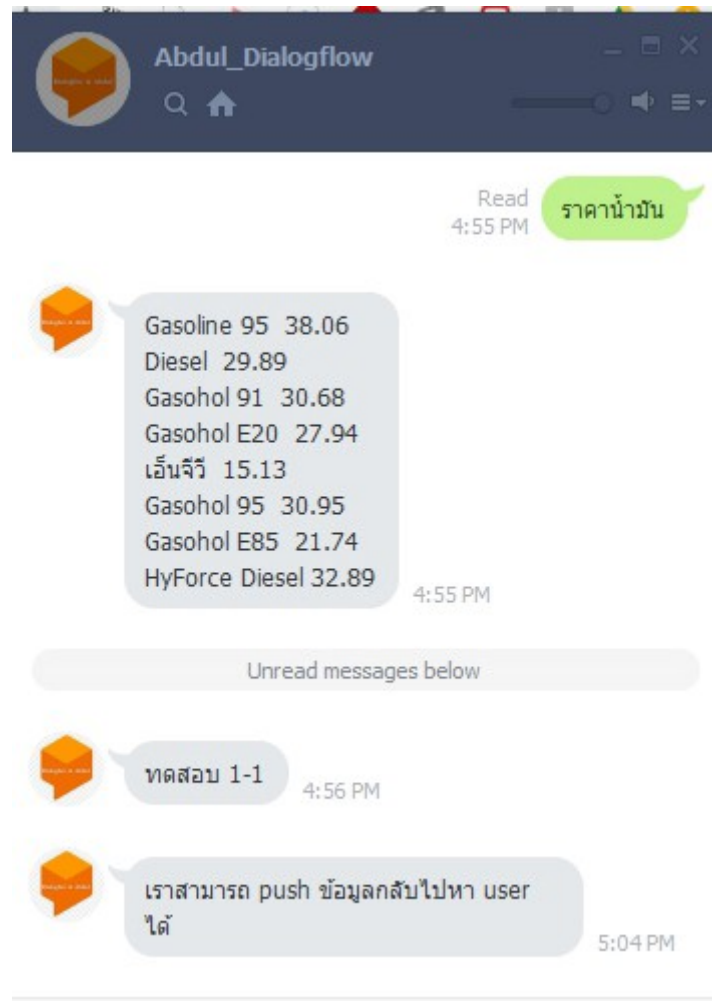 Abdul_Dialogflow
Read
4:55 PM
ราคาน้ำมัน
Gasoline 95  38.06
Diesel  29.89
Gasohol 91  30.68
Gasohol E20  27.94
เอ็นจีวี  15.13
Gasohol 95  30.95
Gasohol E85  21.74
HyForce Diesel 32.89
4:55 PM
Unread messages below
ทดสอบ 1-1
4:56 PM
เราสามารถ push ข้อมูลกลับไปหา user
ได้
5:04 PM